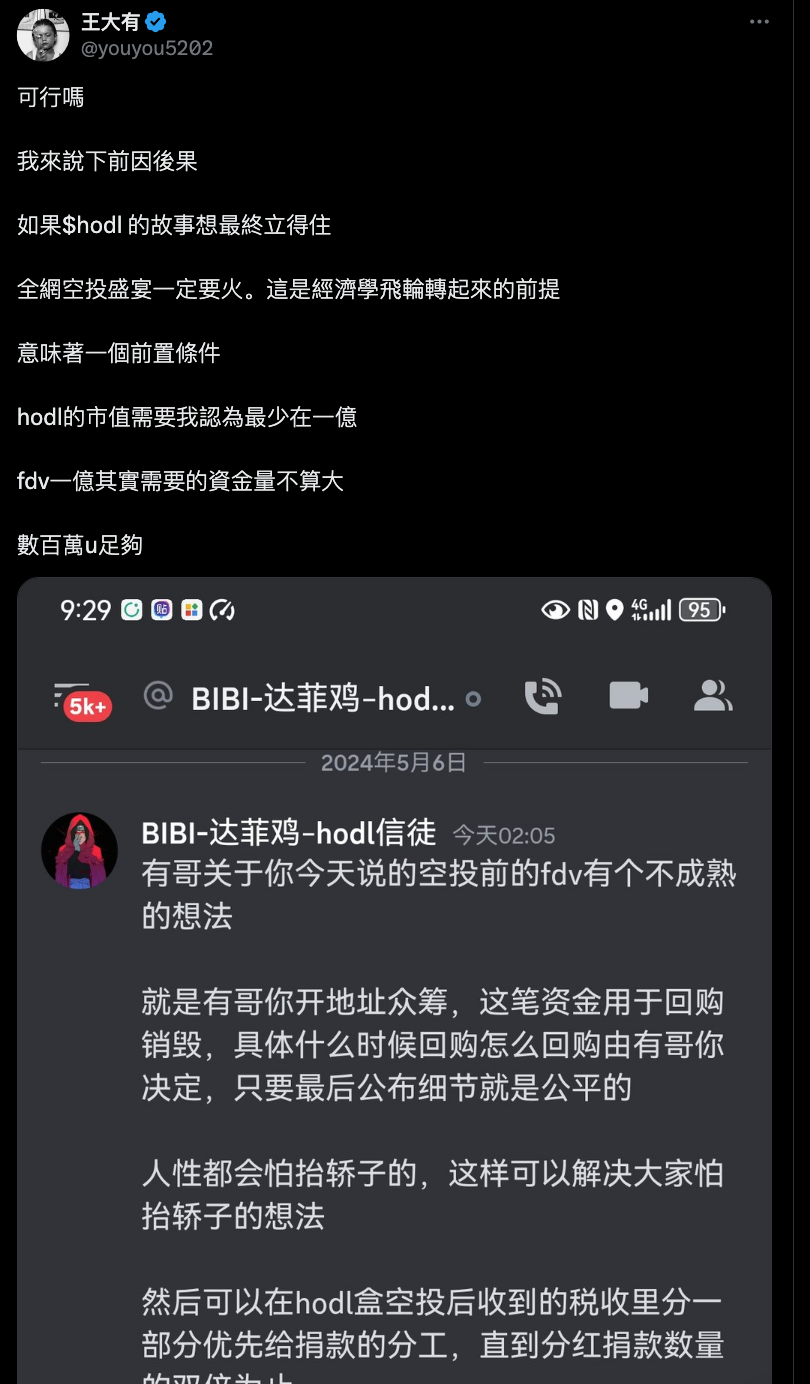 王大有
@youyou5202
可行嗎
我來說下前因後果
如果$hodl 的故事想最終立得住
全網空投盛宴一定要火。這是經濟學飛輪轉起來的前提
意味著一個前置條件
hodl的市值需要我認為最少在一億
fdv一億其實需要的資金量不算大
數百萬u足夠
9:29 貼 4G 95
5k+ @ BIBI-达菲鸡-hod...
2024年5月6日
BIBI-达菲鸡-hodl信徒 今天02:05
有哥关于你今天说的空投前的fdv有个不成熟
的想法
就是有哥你开地址众筹，这笔资金用于回购
销毁，具体什么时候回购怎么回购由有哥你
决定，只要最后公布细节就是公平的
人性都会怕抬轿子的，这样可以解决大家怕
抬轿子的想法
然后可以在hodl盒空投后收到的税收里分一
部分优先给捐款的分工，直到分红捐款数量
的双倍为止